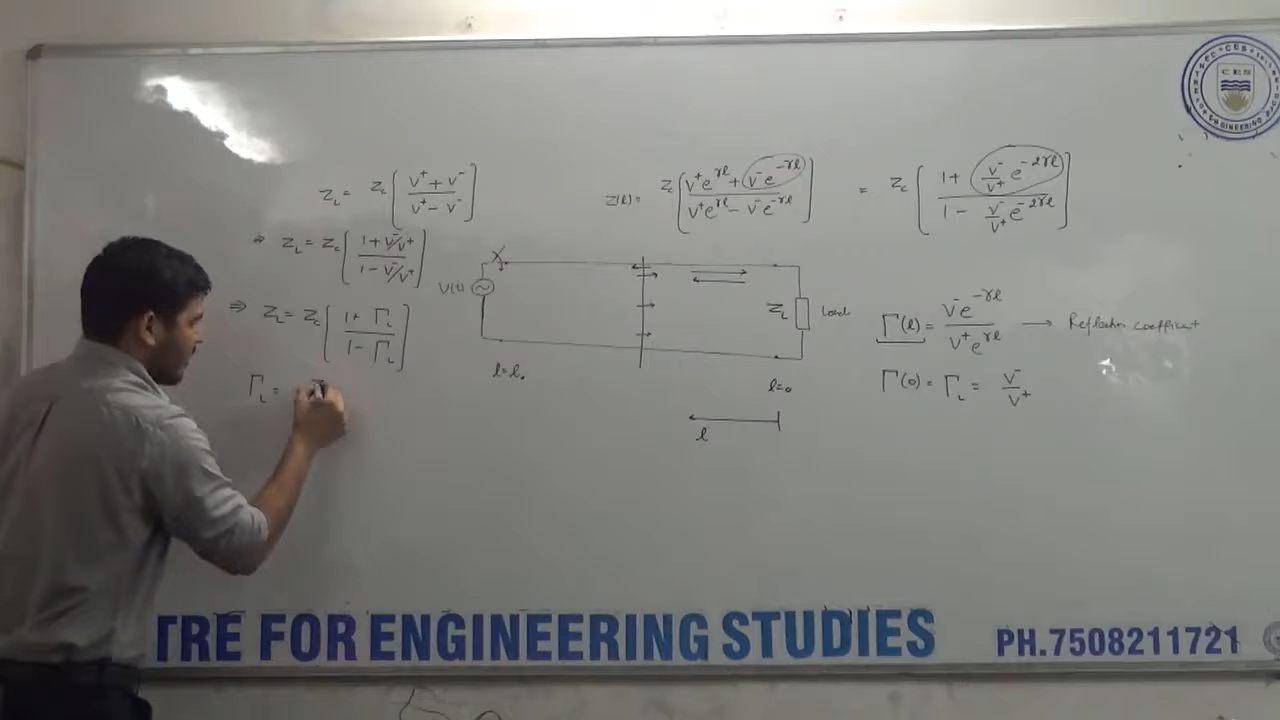 Z_L = Z_c [ (V⁺ + V⁻) / (V⁺ − V⁻) ]
⇒ Z_L = Z_c [ (1 + V⁻/V⁺) / (1 − V⁻/V⁺) ]
⇒ Z_L = Z_c [ (1 + Γ_L) / (1 − Γ_L) ]
Γ_L =
Z(l) = Z_c [ (V⁺e^{γl} + V⁻e^{−γl}) / (V⁺e^{γl} − V⁻e^{−γl}) ] = Z_c [ (1 + (V⁻/V⁺) e^{−2γl}) / (1 − (V⁻/V⁺) e^{−2γl}) ]
V(t)
Z_L
Load
l = l₀
l = 0
l
Γ(l) = V⁻e^{−γl} / V⁺e^{γl} → Reflection coefficient
Γ(0) = Γ_L = V⁻ / V⁺
CES
TRE FOR ENGINEERING STUDIES
PH.7508211721